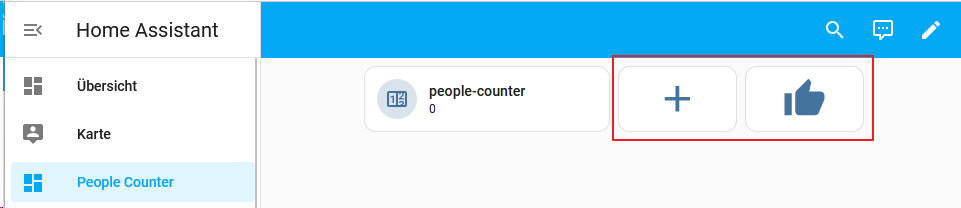 Home Assistant
Übersicht
Karte
People Counter
people-counter
0